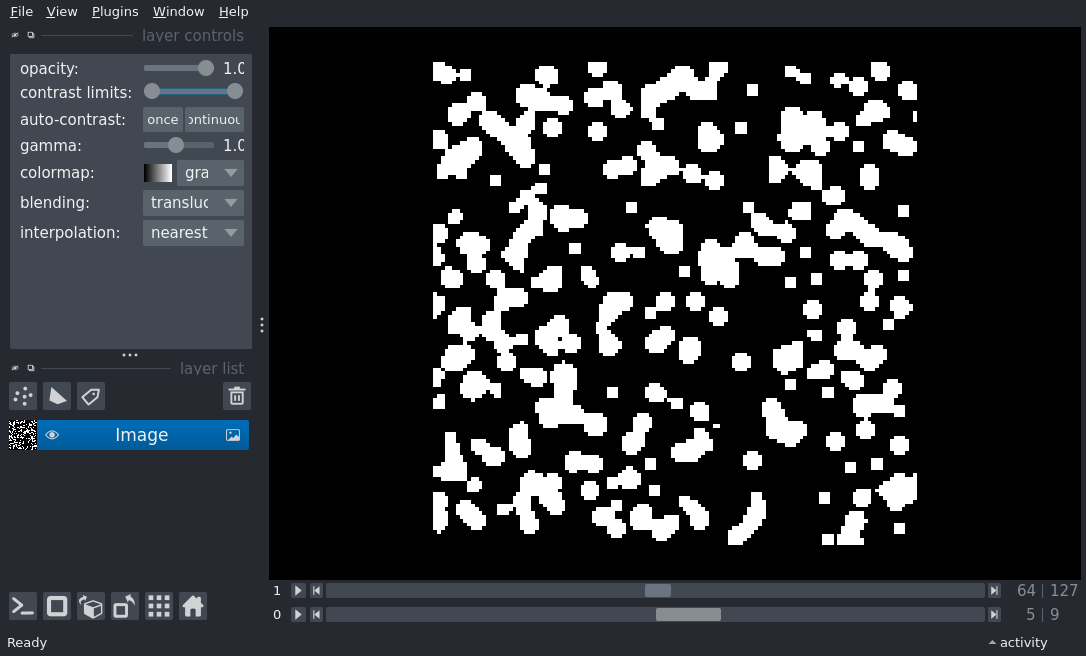 File View Plugins Window Help
layer controls
opacity: 1.0
contrast limits:
auto-contrast: once ontinuou
gamma: 1.0
colormap: gra
blending: transluc
interpolation: nearest
layer list
Image
1 64 | 127
0 5 | 9
Ready activity